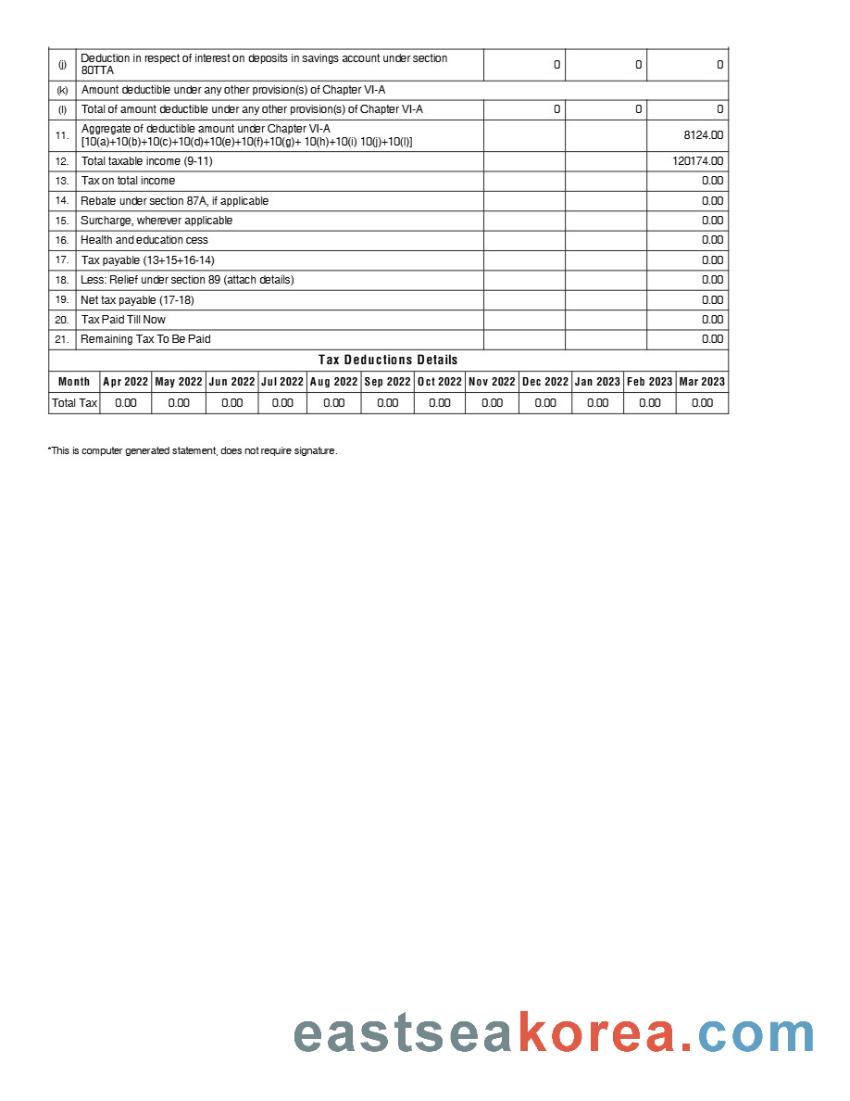 (j) Deduction in respect of interest on deposits in savings account under section
80TTA 0 0 0
(k) Amount deductible under any other provision(s) of Chapter VI-A
(l) Total of amount deductible under any other provision(s) of Chapter VI-A 0 0 0
11. Aggregate of deductible amount under Chapter VI-A
[10(a)+10(b)+10(c)+10(d)+10(e)+10(f)+10(g)+ 10(h)+10(i) 10(j)+10(l)] 8124.00
12. Total taxable income (9-11) 120174.00
13. Tax on total income 0.00
14. Rebate under section 87A, if applicable 0.00
15. Surcharge, wherever applicable 0.00
16. Health and education cess 0.00
17. Tax payable (13+15+16-14) 0.00
18. Less: Relief under section 89 (attach details) 0.00
19. Net tax payable (17-18) 0.00
20. Tax Paid Till Now 0.00
21. Remaining Tax To Be Paid 0.00
Tax Deductions Details
Month Apr 2022 May 2022 Jun 2022 Jul 2022 Aug 2022 Sep 2022 Oct 2022 Nov 2022 Dec 2022 Jan 2023 Feb 2023 Mar 2023
Total Tax 0.00 0.00 0.00 0.00 0.00 0.00 0.00 0.00 0.00 0.00 0.00 0.00
*This is computer generated statement, does not require signature.
eastseakorea.com